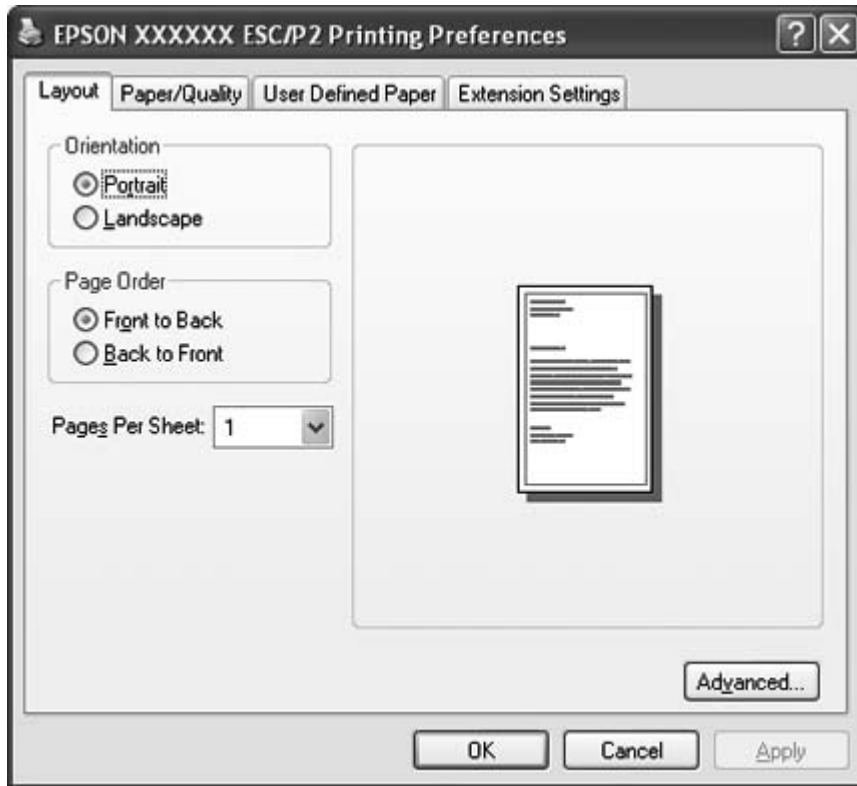 EPSON XXXXXX ESC/P2 Printing Preferences
Layout Paper/Quality User Defined Paper Extension Settings
Orientation
Portrait
Landscape
Page Order
Front to Back
Back to Front
Pages Per Sheet: 1
Advanced...
OK Cancel Apply